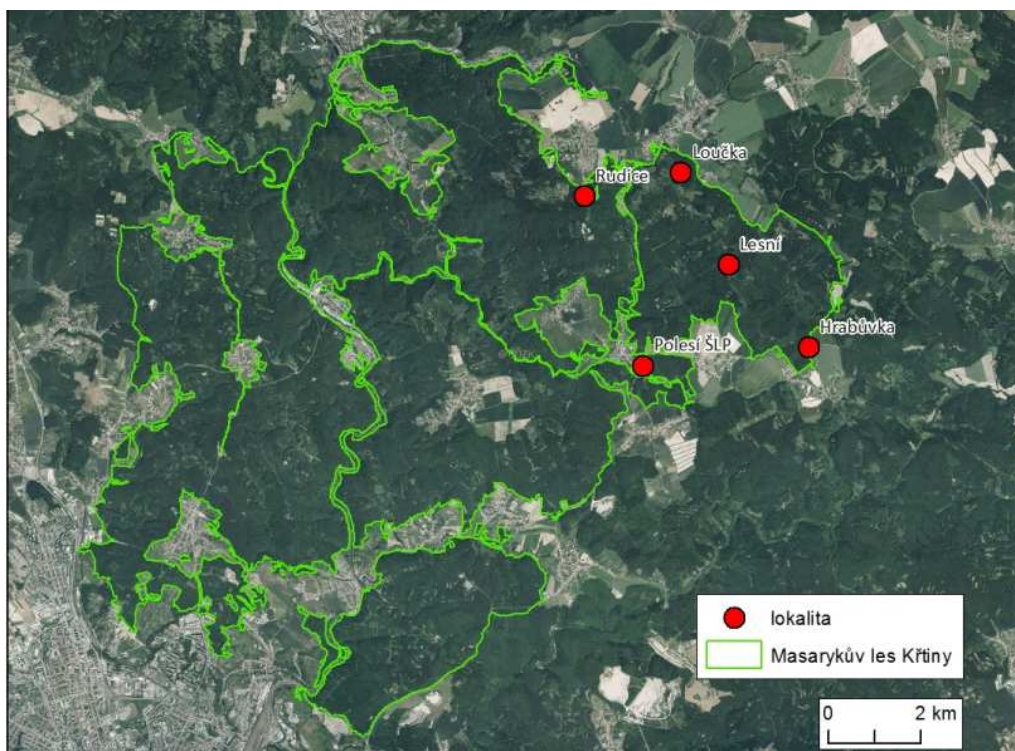 Loučka
Rudice
Lesní
Hrabůvka
Polesí ŠLP
lokalita
Masarykův les Křtiny
0 2 km